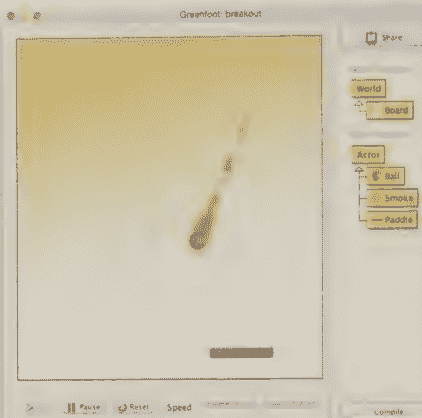 Greenfoot: breakout
Share
World
Board
Actor
Ball
Smoke
Paddle
Pause
Reset
Speed
Compile